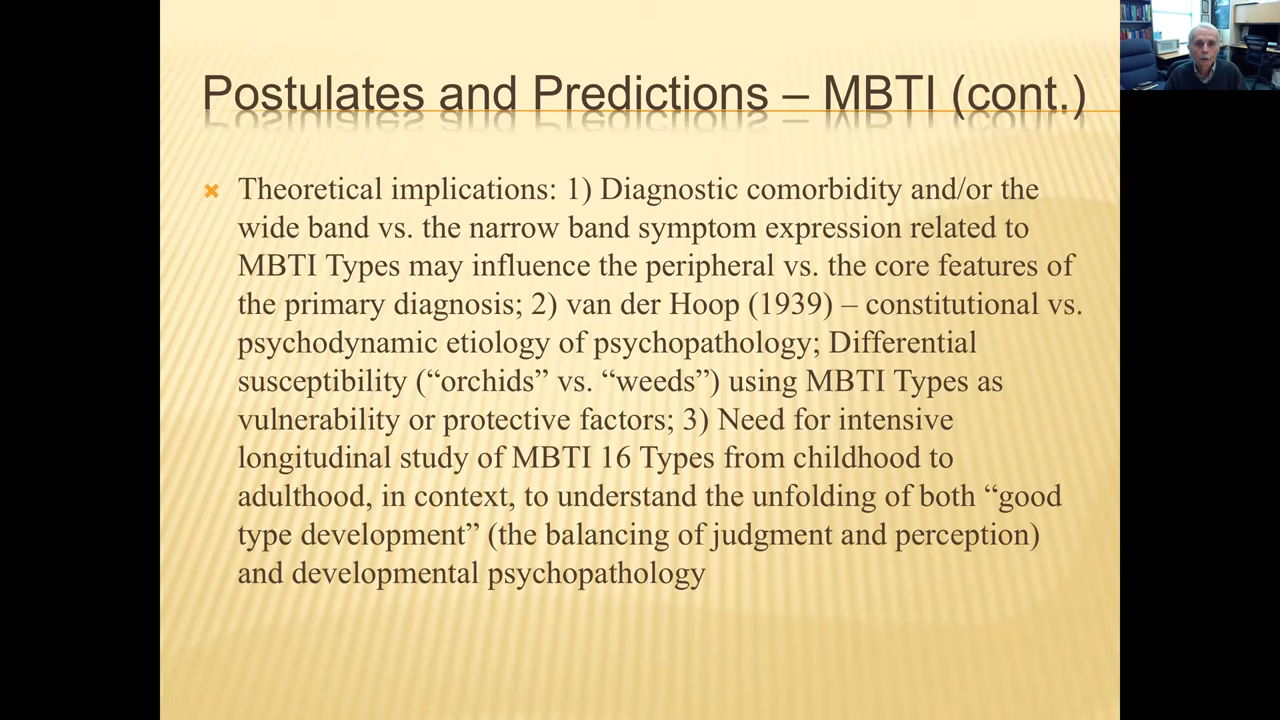 Postulates and Predictions – MBTI (cont.)
Theoretical implications: 1) Diagnostic comorbidity and/or the
wide band vs. the narrow band symptom expression related to
MBTI Types may influence the peripheral vs. the core features of
the primary diagnosis; 2) van der Hoop (1939) – constitutional vs.
psychodynamic etiology of psychopathology; Differential
susceptibility (“orchids” vs. “weeds”) using MBTI Types as
vulnerability or protective factors; 3) Need for intensive
longitudinal study of MBTI 16 Types from childhood to
adulthood, in context, to understand the unfolding of both “good
type development” (the balancing of judgment and perception)
and developmental psychopathology